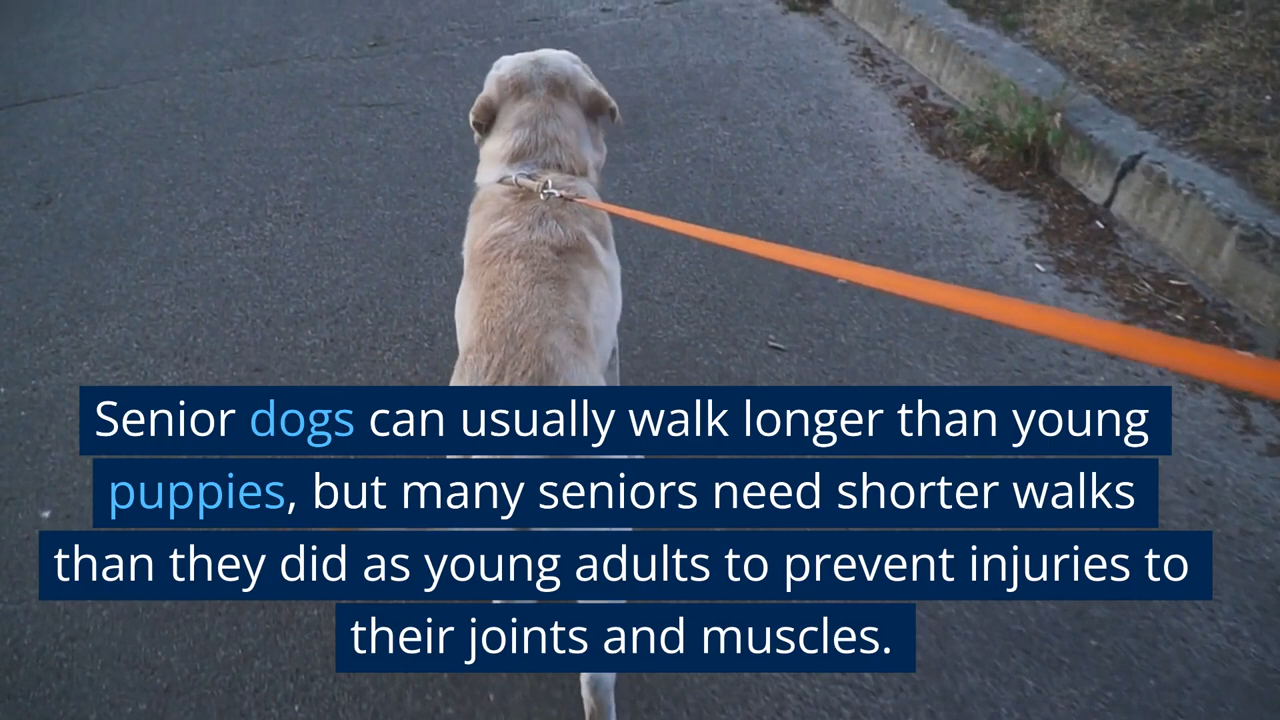 Senior dogs can usually walk longer than young
puppies, but many seniors need shorter walks
than they did as young adults to prevent injuries to
their joints and muscles.